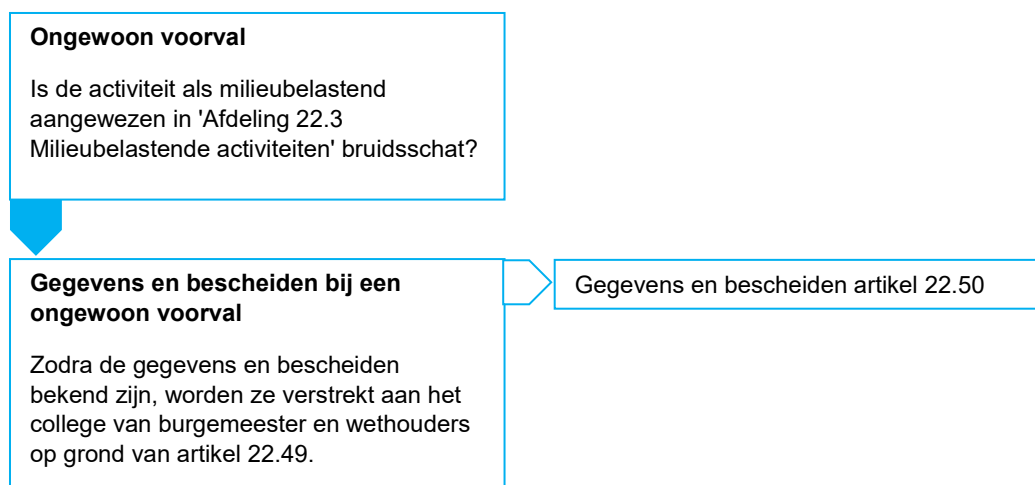 Ongewoon voorval
Is de activiteit als milieubelastend
aangewezen in 'Afdeling 22.3
Milieubelastende activiteiten' bruidsschat?
Gegevens en bescheiden bij een
ongewoon voorval
Zodra de gegevens en bescheiden
bekend zijn, worden ze verstrekt aan het
college van burgemeester en wethouders
op grond van artikel 22.49.
Gegevens en bescheiden artikel 22.50